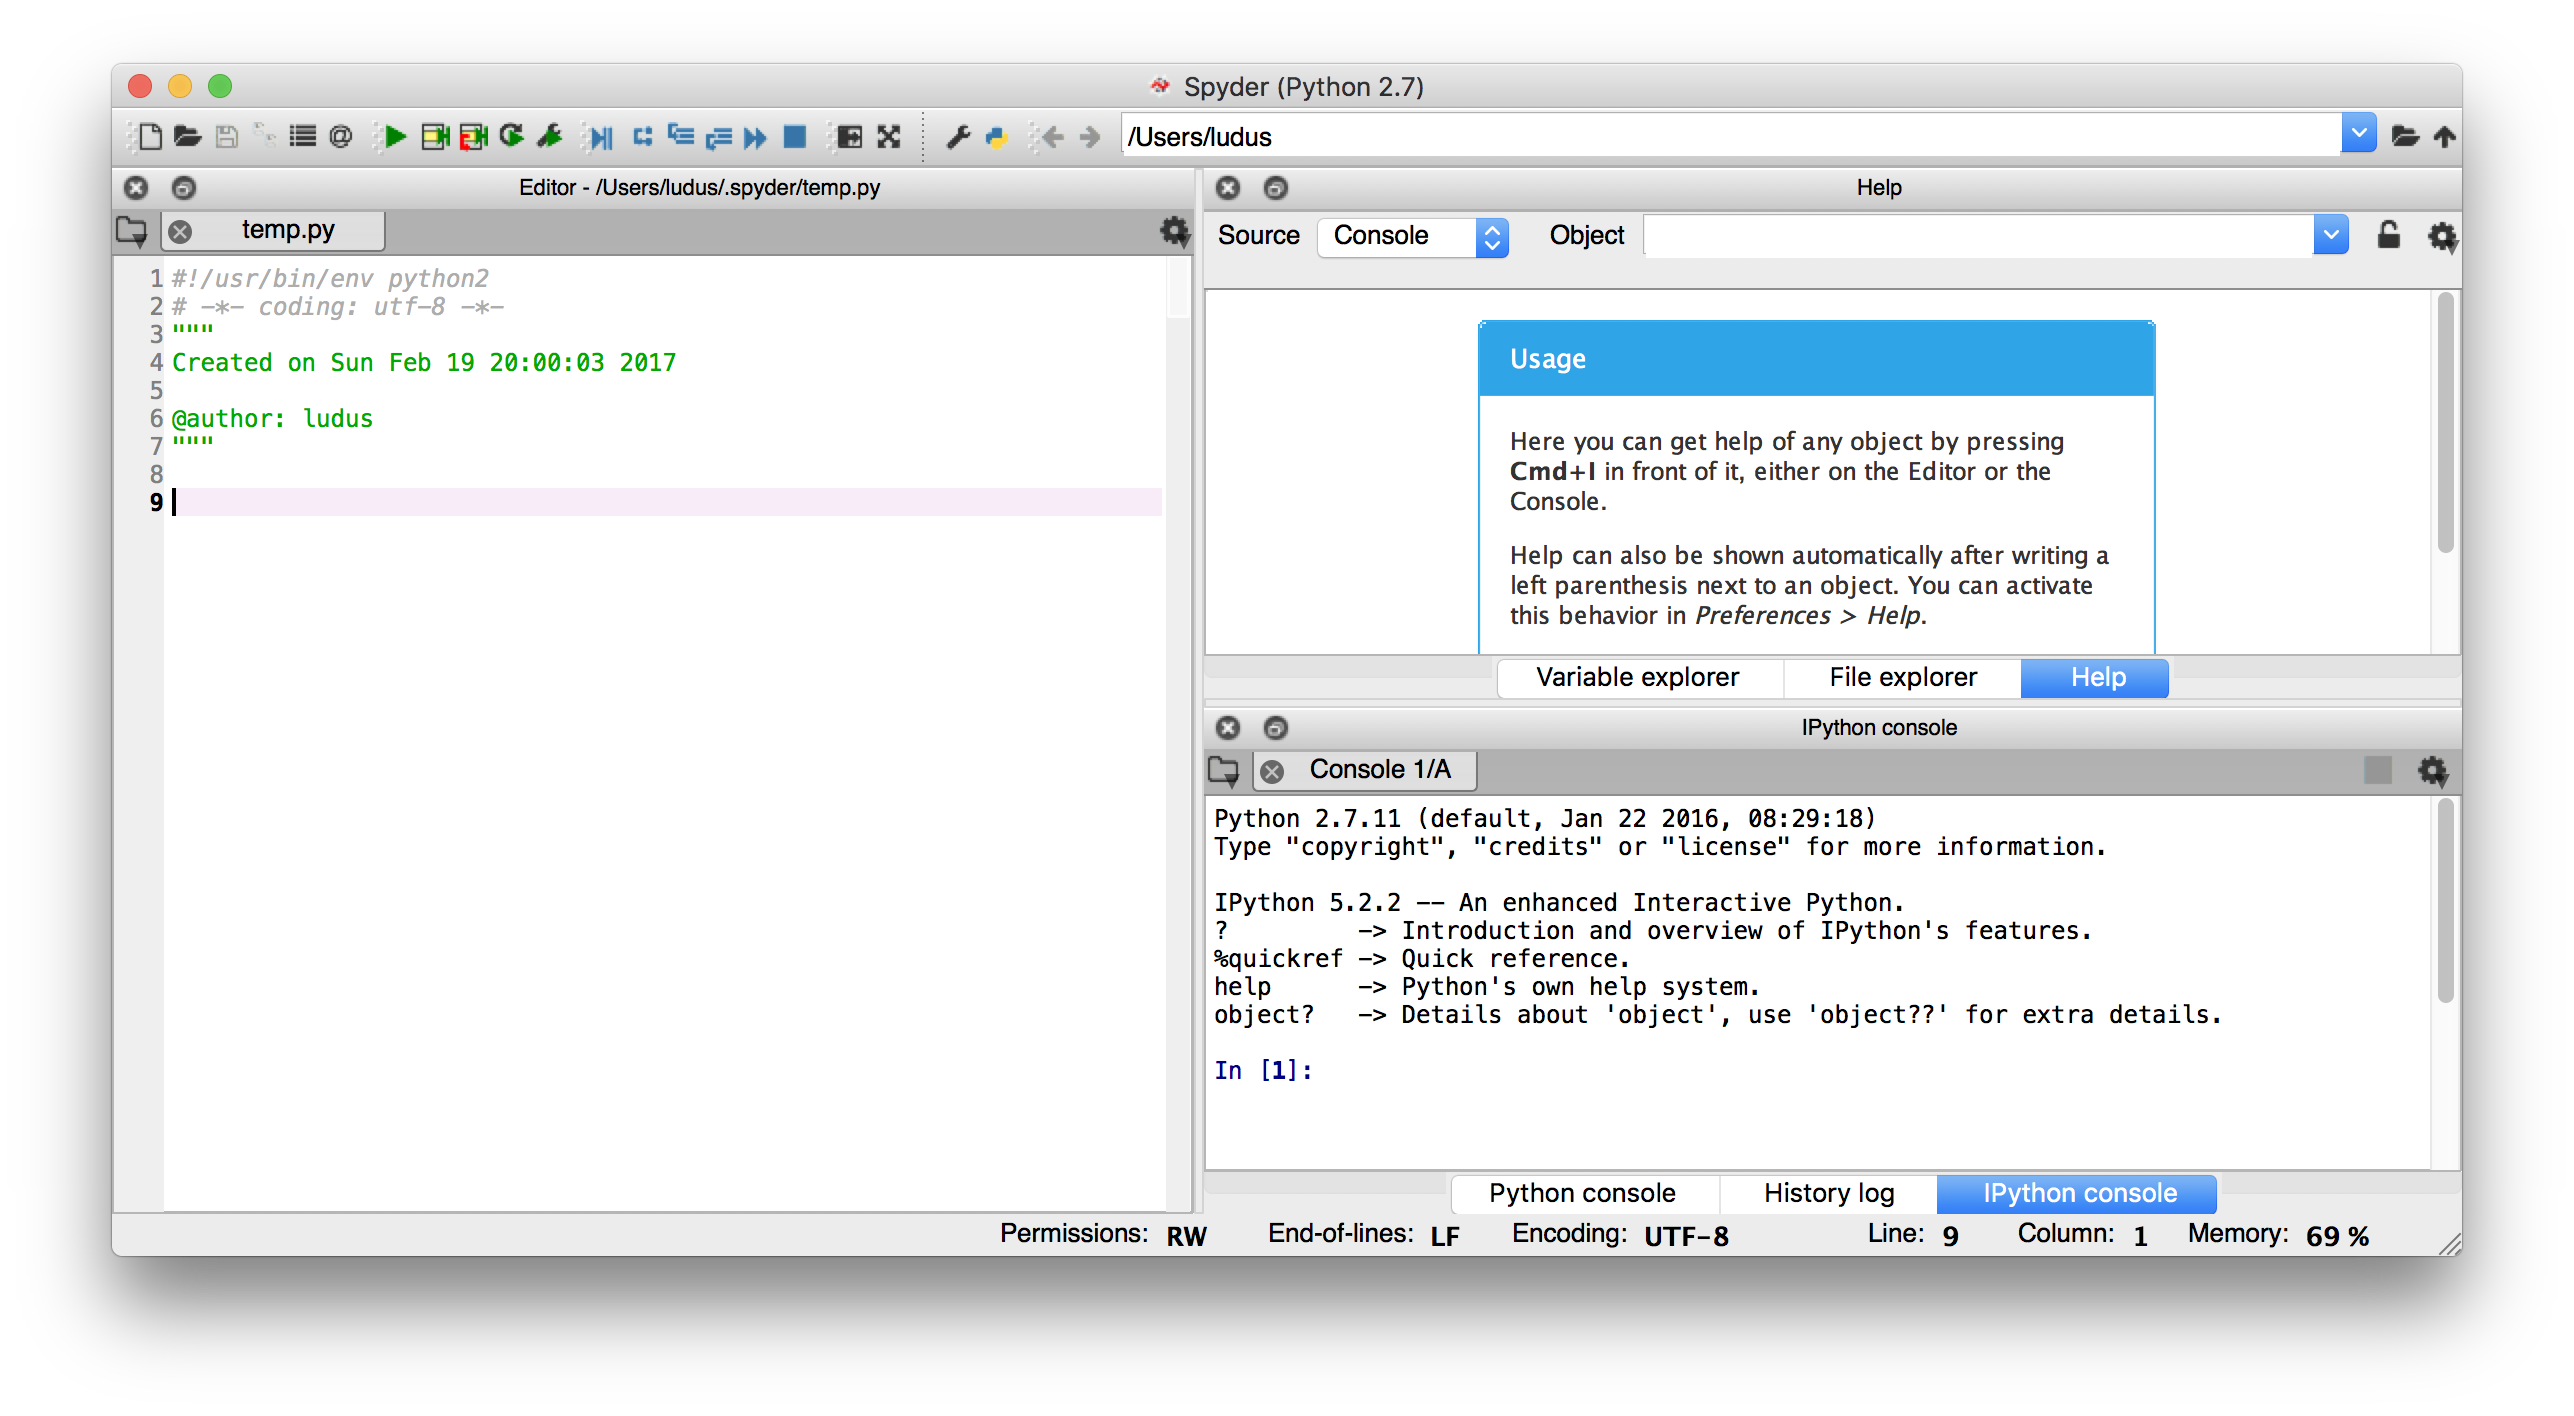 Spyder (Python 2.7)
/Users/ludus
Editor - /Users/ludus/.spyder/temp.py
temp.py
1 #!/usr/bin/env python2
2 # -*- coding: utf-8 -*-
3 """
4 Created on Sun Feb 19 20:00:03 2017
5
6 @author: ludus
7 """
8
9
Help
Source Console Object
Usage
Here you can get help of any object by pressing
Cmd+I in front of it, either on the Editor or the
Console.
Help can also be shown automatically after writing a
left parenthesis next to an object. You can activate
this behavior in Preferences > Help.
Variable explorer File explorer Help
IPython console
Console 1/A
Python 2.7.11 (default, Jan 22 2016, 08:29:18)
Type "copyright", "credits" or "license" for more information.
IPython 5.2.2 -- An enhanced Interactive Python.
? -> Introduction and overview of IPython's features.
%quickref -> Quick reference.
help -> Python's own help system.
object? -> Details about 'object', use 'object??' for extra details.
In [1]:
Python console History log IPython console
Permissions: RW End-of-lines: LF Encoding: UTF-8 Line: 9 Column: 1 Memory: 69 %